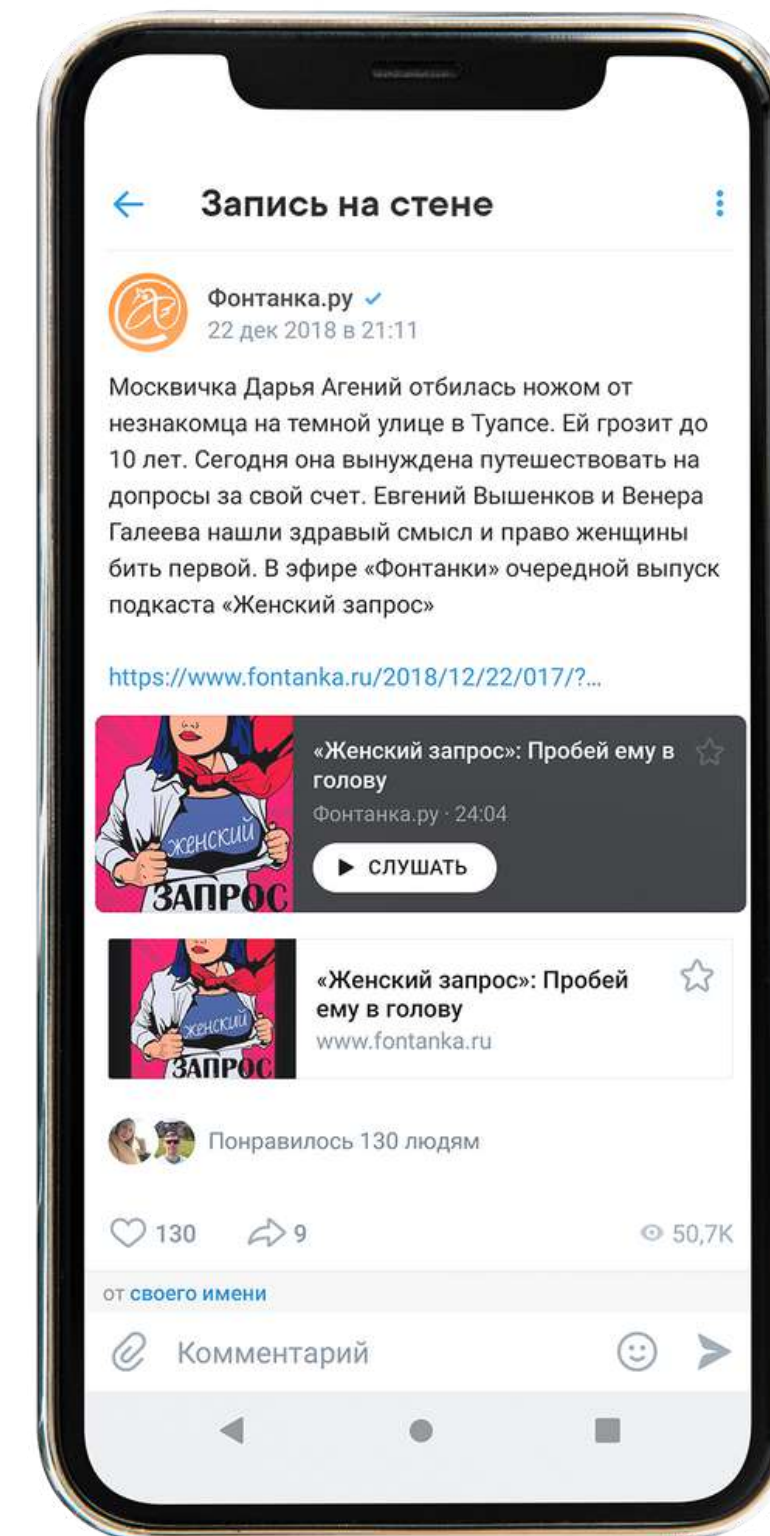 Запись на стене
Фонтанка.ру
22 дек 2018 в 21:11
Москвичка Дарья Агений отбилась ножом от
незнакомца на темной улице в Туапсе. Ей грозит до
10 лет. Сегодня она вынуждена путешествовать на
допросы за свой счет. Евгений Вышенков и Венера
Галеева нашли здравый смысл и право женщины
бить первой. В эфире «Фонтанки» очередной выпуск
подкаста «Женский запрос»
https://www.fontanka.ru/2018/12/22/017/?...
женский
ЗАПРОС
«Женский запрос»: Пробей ему в
голову
Фонтанка.ру · 24:04
СЛУШАТЬ
женский
ЗАПРОС
«Женский запрос»: Пробей
ему в голову
www.fontanka.ru
Понравилось 130 людям
130 9 50,7K
от своего имени
Комментарий